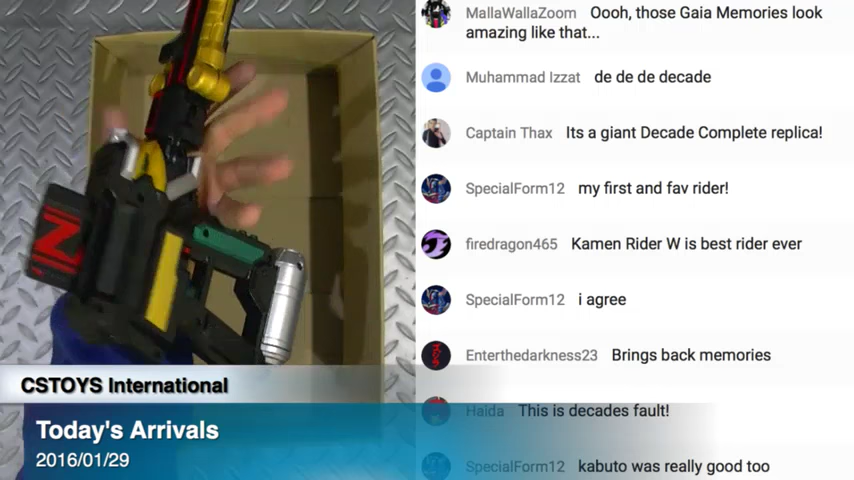 MallaWallaZoom Oooh, those Gaia Memories look
amazing like that...
Muhammad Izzat de de de decade
Captain Thax Its a giant Decade Complete replica!
SpecialForm12 my first and fav rider!
firedragon465 Kamen Rider W is best rider ever
SpecialForm12 i agree
Enterthedarkness23 Brings back memories
Haida This is decades fault!
SpecialForm12 kabuto was really good too
CSTOYS International
Today's Arrivals
2016/01/29